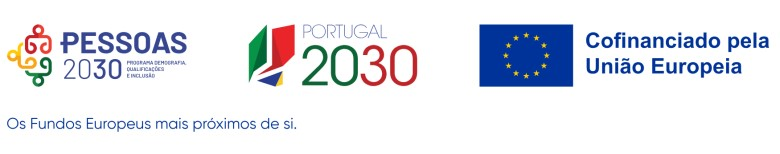 PESSOAS
2030
PROGRAMA DEMOGRAFIA,
QUALIFICAÇÕES
E INCLUSÃO
PORTUGAL
2030
Cofinanciado pela
União Europeia
Os Fundos Europeus mais próximos de si.